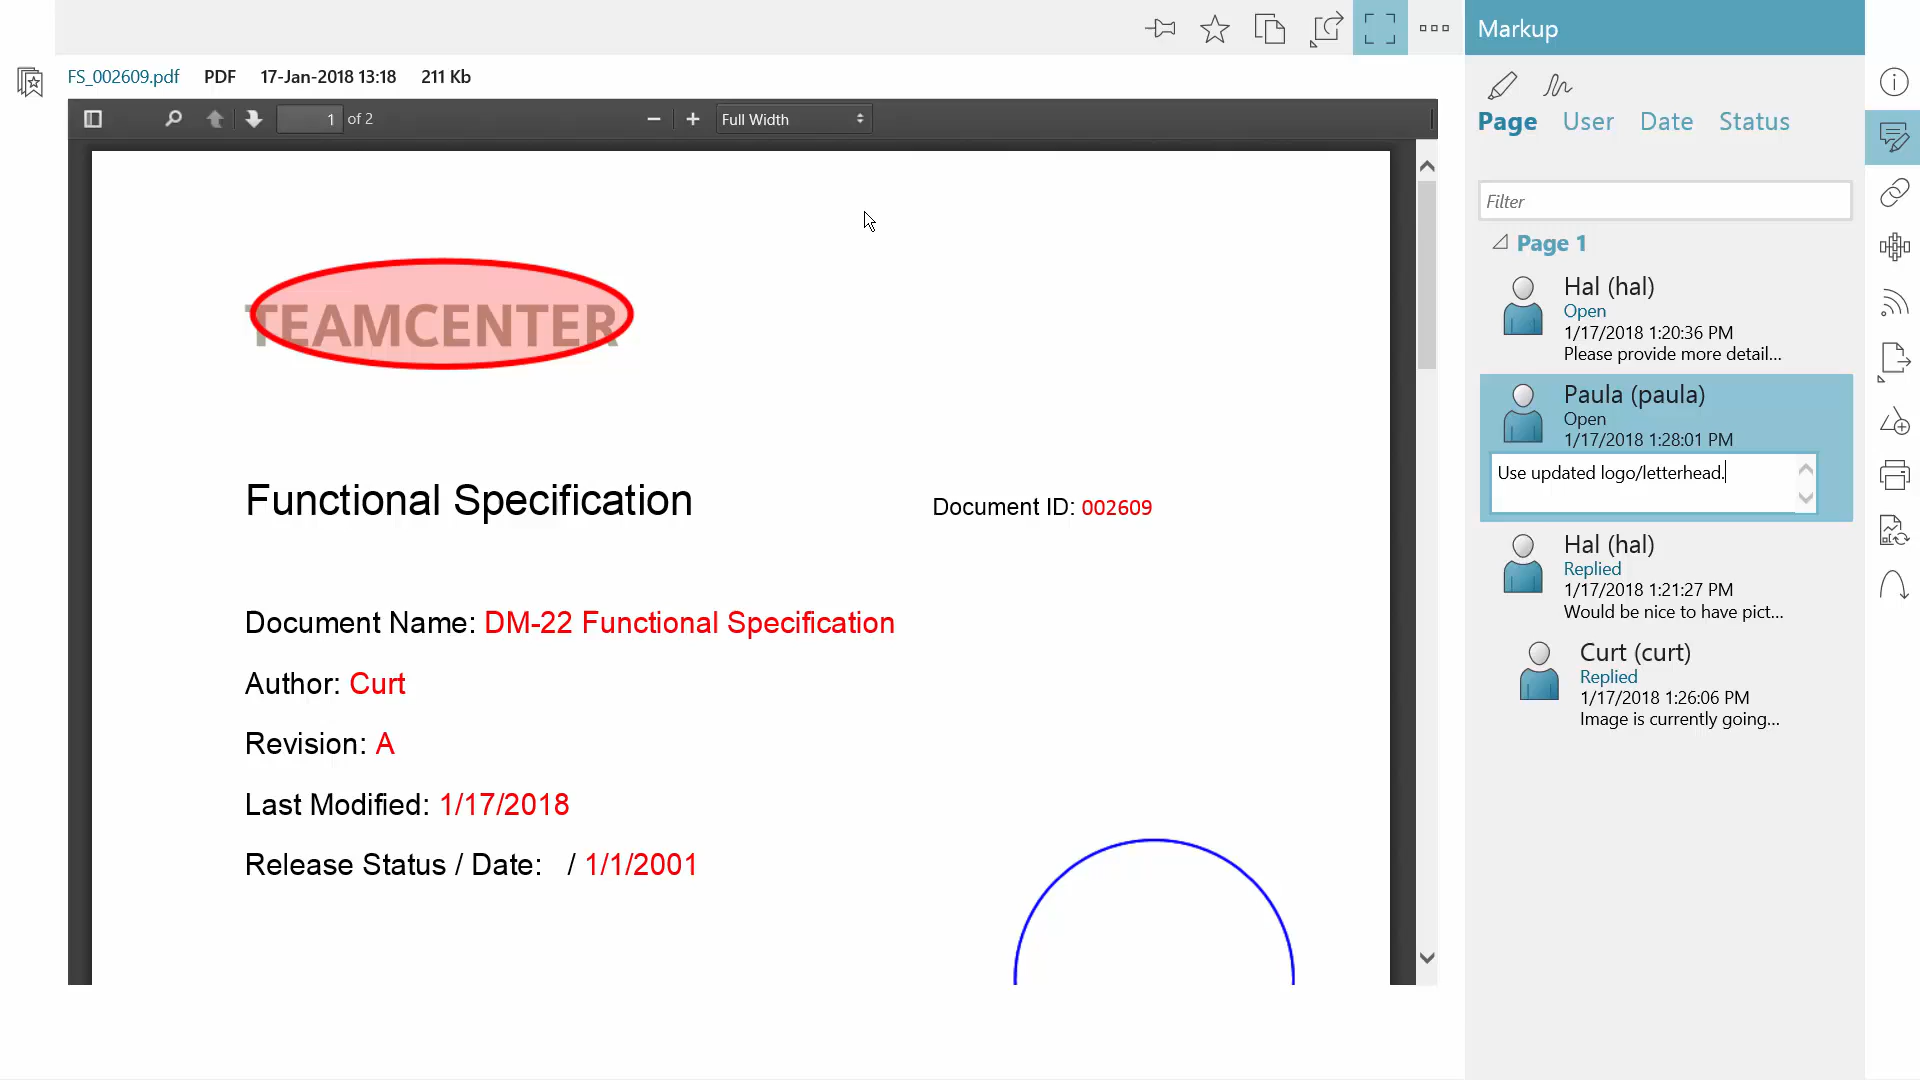 Markup
FS_002609.pdf PDF 17-Jan-2018 13:18 211 Kb
1 of 2 Full Width
TEAMCENTER
Functional Specification
Document ID: 002609
Document Name: DM-22 Functional Specification
Author: Curt
Revision: A
Last Modified: 1/17/2018
Release Status / Date: / 1/1/2001
Page User Date Status
Filter
Page 1
Hal (hal)
Open
1/17/2018 1:20:36 PM
Please provide more detail...
Paula (paula)
Open
1/17/2018 1:28:01 PM
Use updated logo/letterhead.
Hal (hal)
Replied
1/17/2018 1:21:27 PM
Would be nice to have pict...
Curt (curt)
Replied
1/17/2018 1:26:06 PM
Image is currently going...